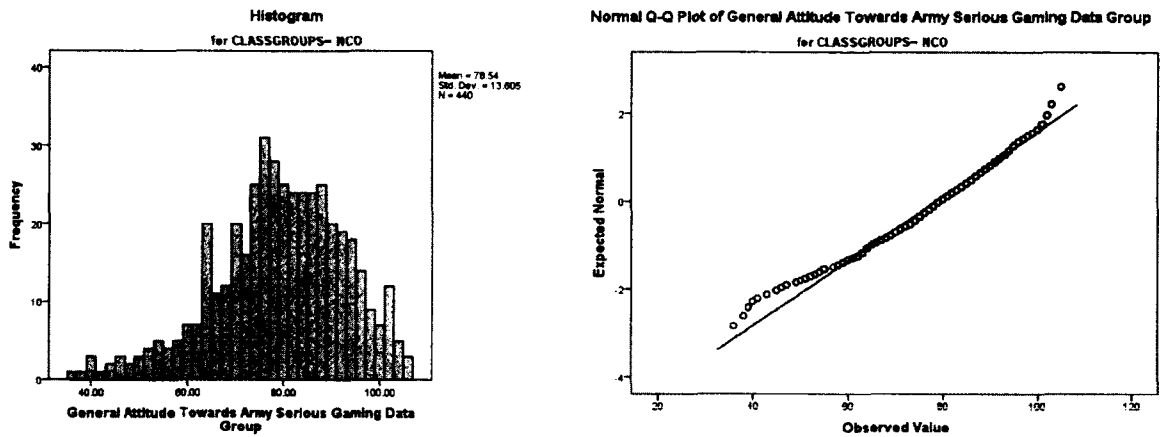 Histogram
for CLASSGROUPS= NCO
40
30
20
10
0
Frequency
40.00
60.00
80.00
100.00
General Attitude Towards Army Serious Gaming Data
Group
Mean = 78.54
Std. Dev. = 13.605
N = 440
Normal Q-Q Plot of General Attitude Towards Army Serious Gaming Data Group
for CLASSGROUPS= NCO
2
0
-2
-4
Expected Normal
20
40
60
80
100
120
Observed Value